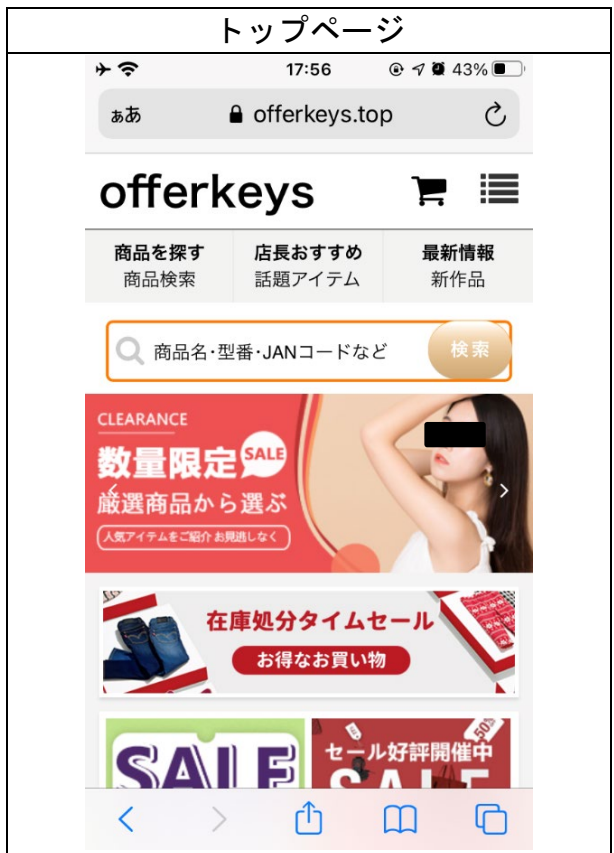 トップページ
17:56
43%
ぁあ
offerkeys.top
offerkeys
商品を探す
商品検索
店長おすすめ
話題アイテム
最新情報
新作品
商品名・型番・JANコードなど
検索
CLEARANCE
数量限定
SALE
厳選商品から選ぶ
人気アイテムをご紹介 お見逃しなく
在庫処分タイムセール
お得なお買い物
SALE
セール好評開催中
50%
SALE